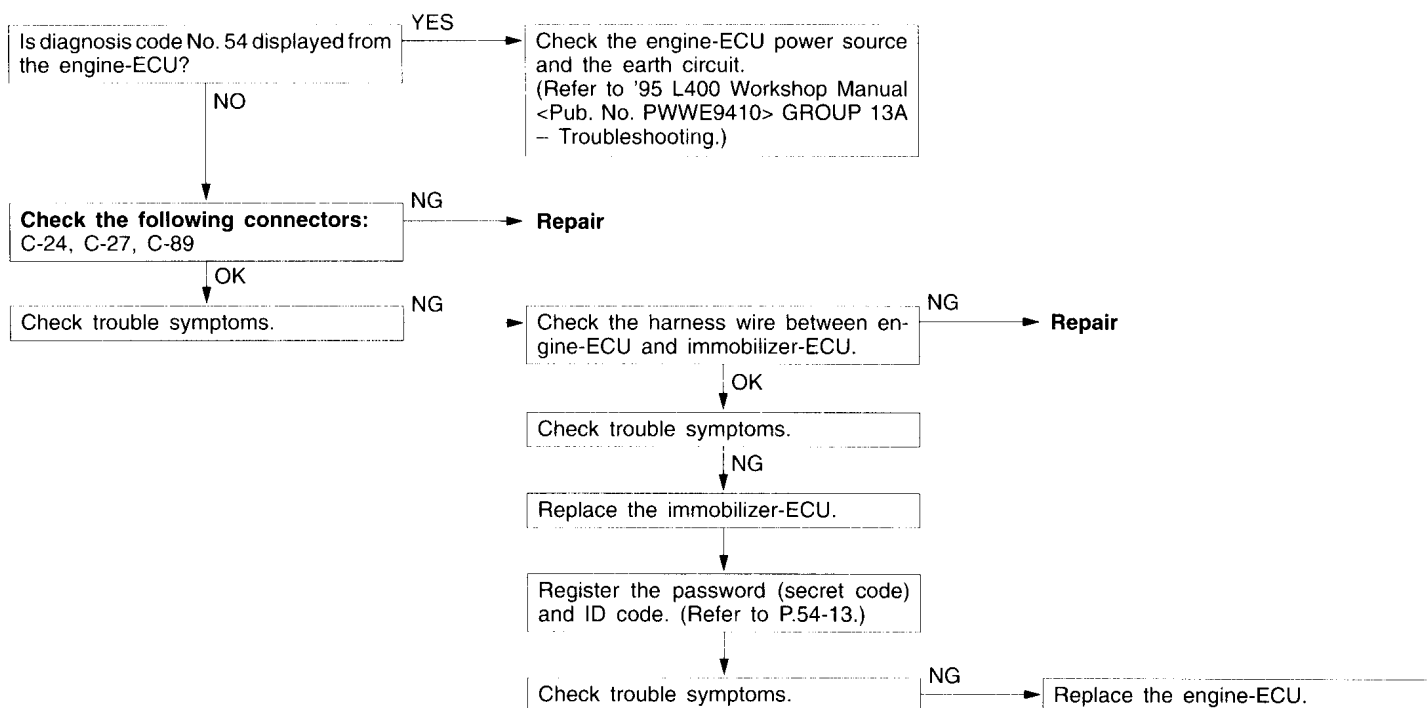 YES
Is diagnosis code No. 54 displayed from
the engine-ECU?
Check the engine-ECU power source
and the earth circuit.
(Refer to '95 L400 Workshop Manual
<Pub. No. PWWE9410> GROUP 13A
– Troubleshooting.)
NO
Check the following connectors:
C-24, C-27, C-89
NG
Repair
OK
Check trouble symptoms.
NG
Check the harness wire between en-
gine-ECU and immobilizer-ECU.
NG
Repair
OK
Check trouble symptoms.
NG
Replace the immobilizer-ECU.
Register the password (secret code)
and ID code. (Refer to P.54-13.)
Check trouble symptoms.
NG
Replace the engine-ECU.